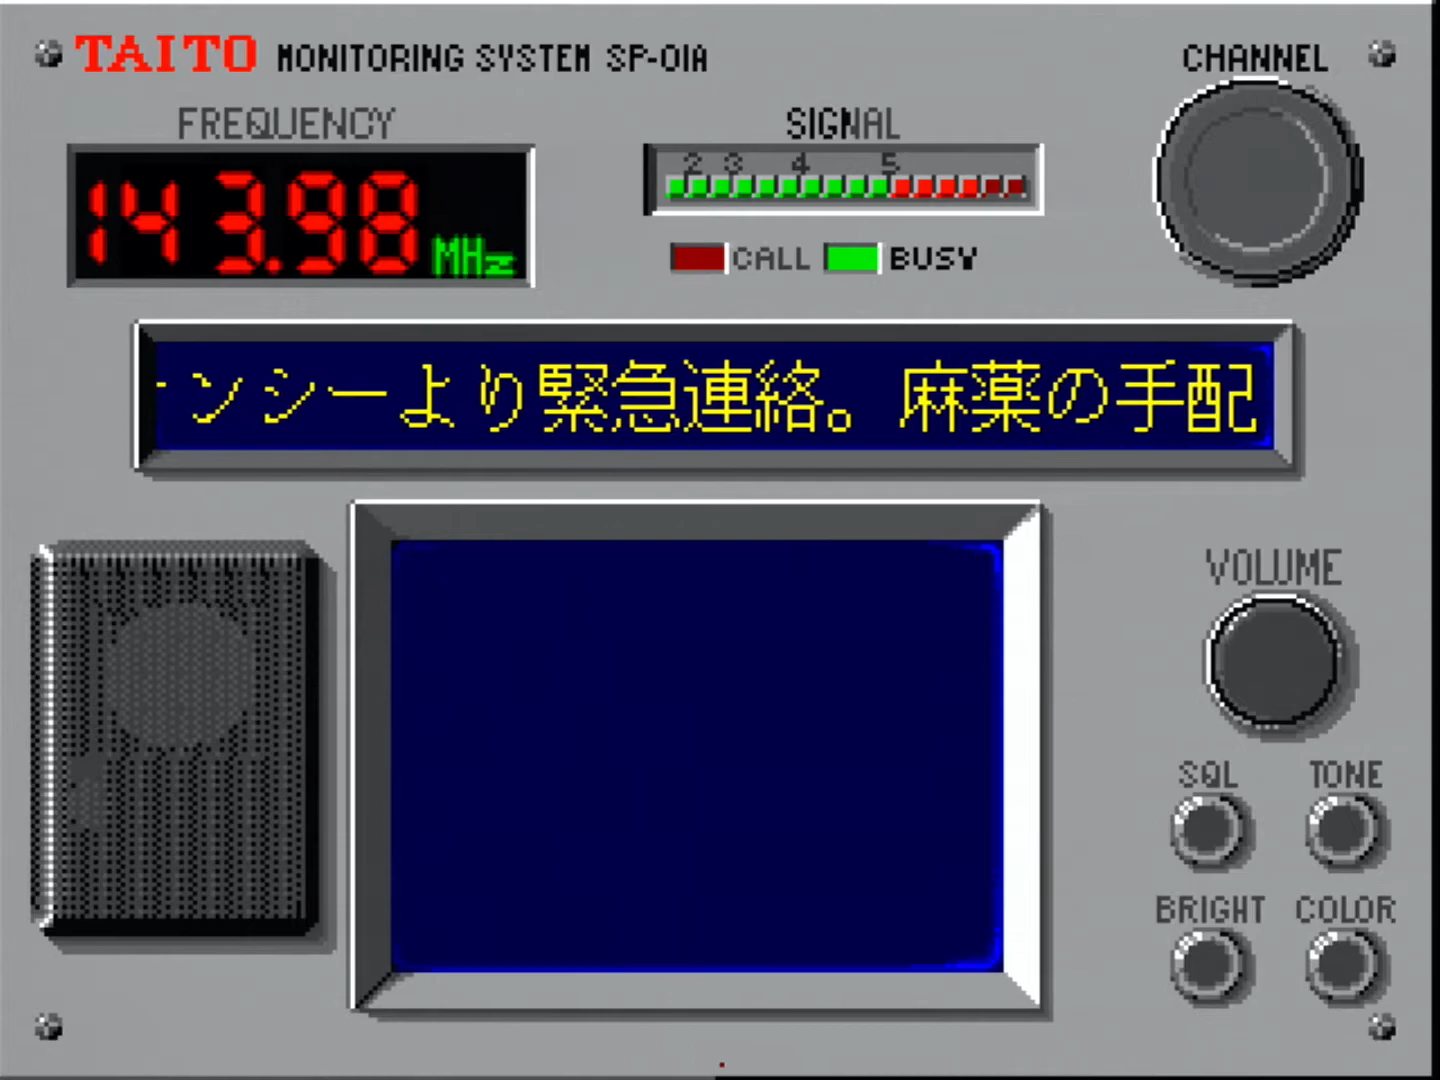 TAITO MONITORING SYSTEM SP-01A
CHANNEL
FREQUENCY
SIGNAL
2 3 4 5
143.98 MHz
CALL BUSY
ンシーより緊急連絡。麻薬の手配
VOLUME
SQL TONE
BRIGHT COLOR